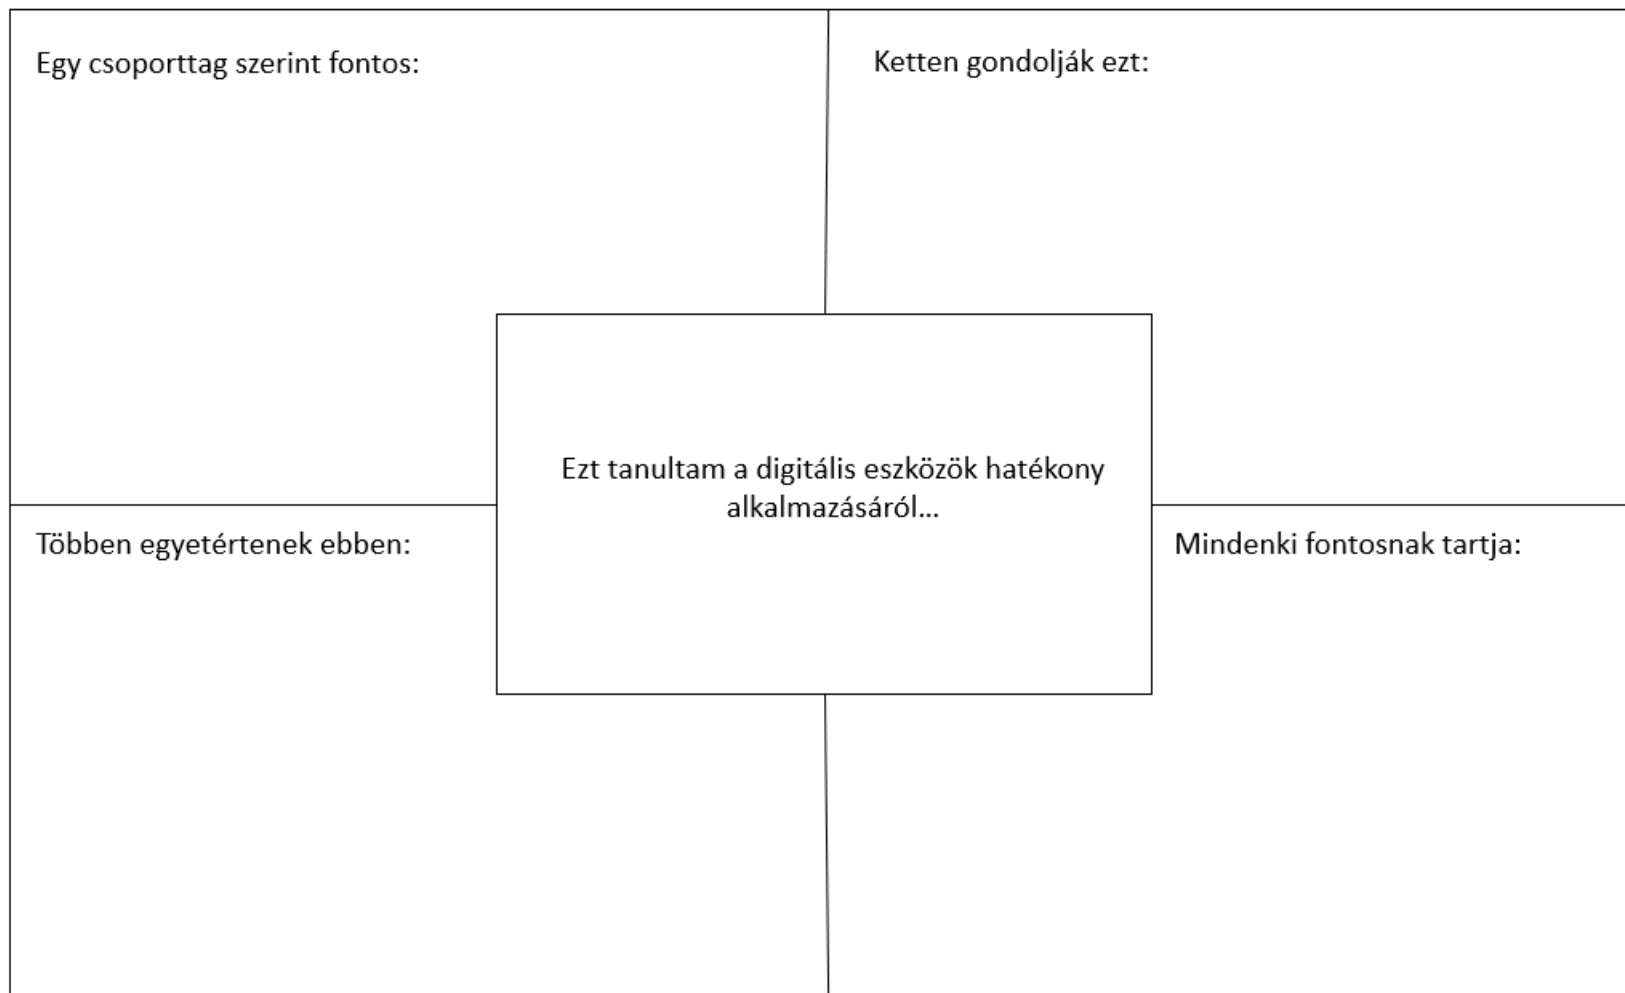 Egy csoporttag szerint fontos:
Ketten gondolják ezt:
Ezt tanultam a digitális eszközök hatékony
alkalmazásáról...
Többen egyetértenek ebben:
Mindenki fontosnak tartja: